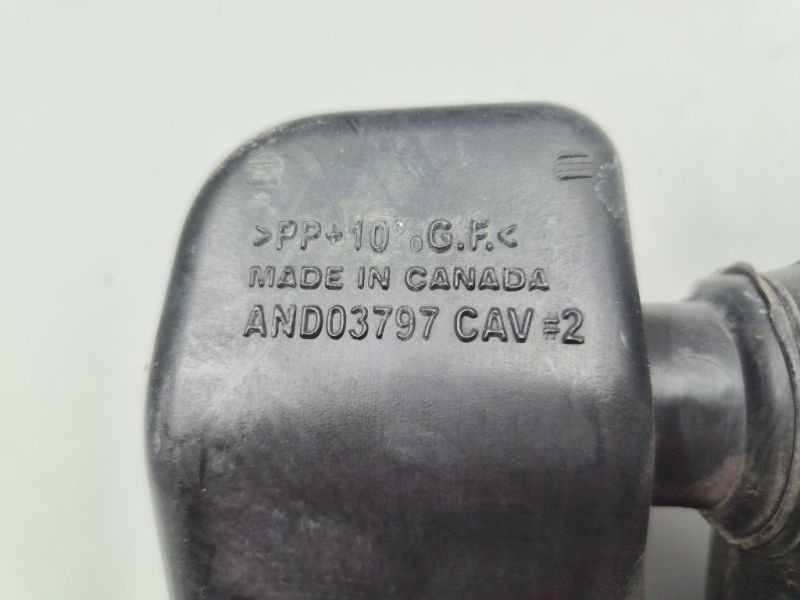 >PP+10%G.F.<
MADE IN CANADA
AND03797 CAV #2